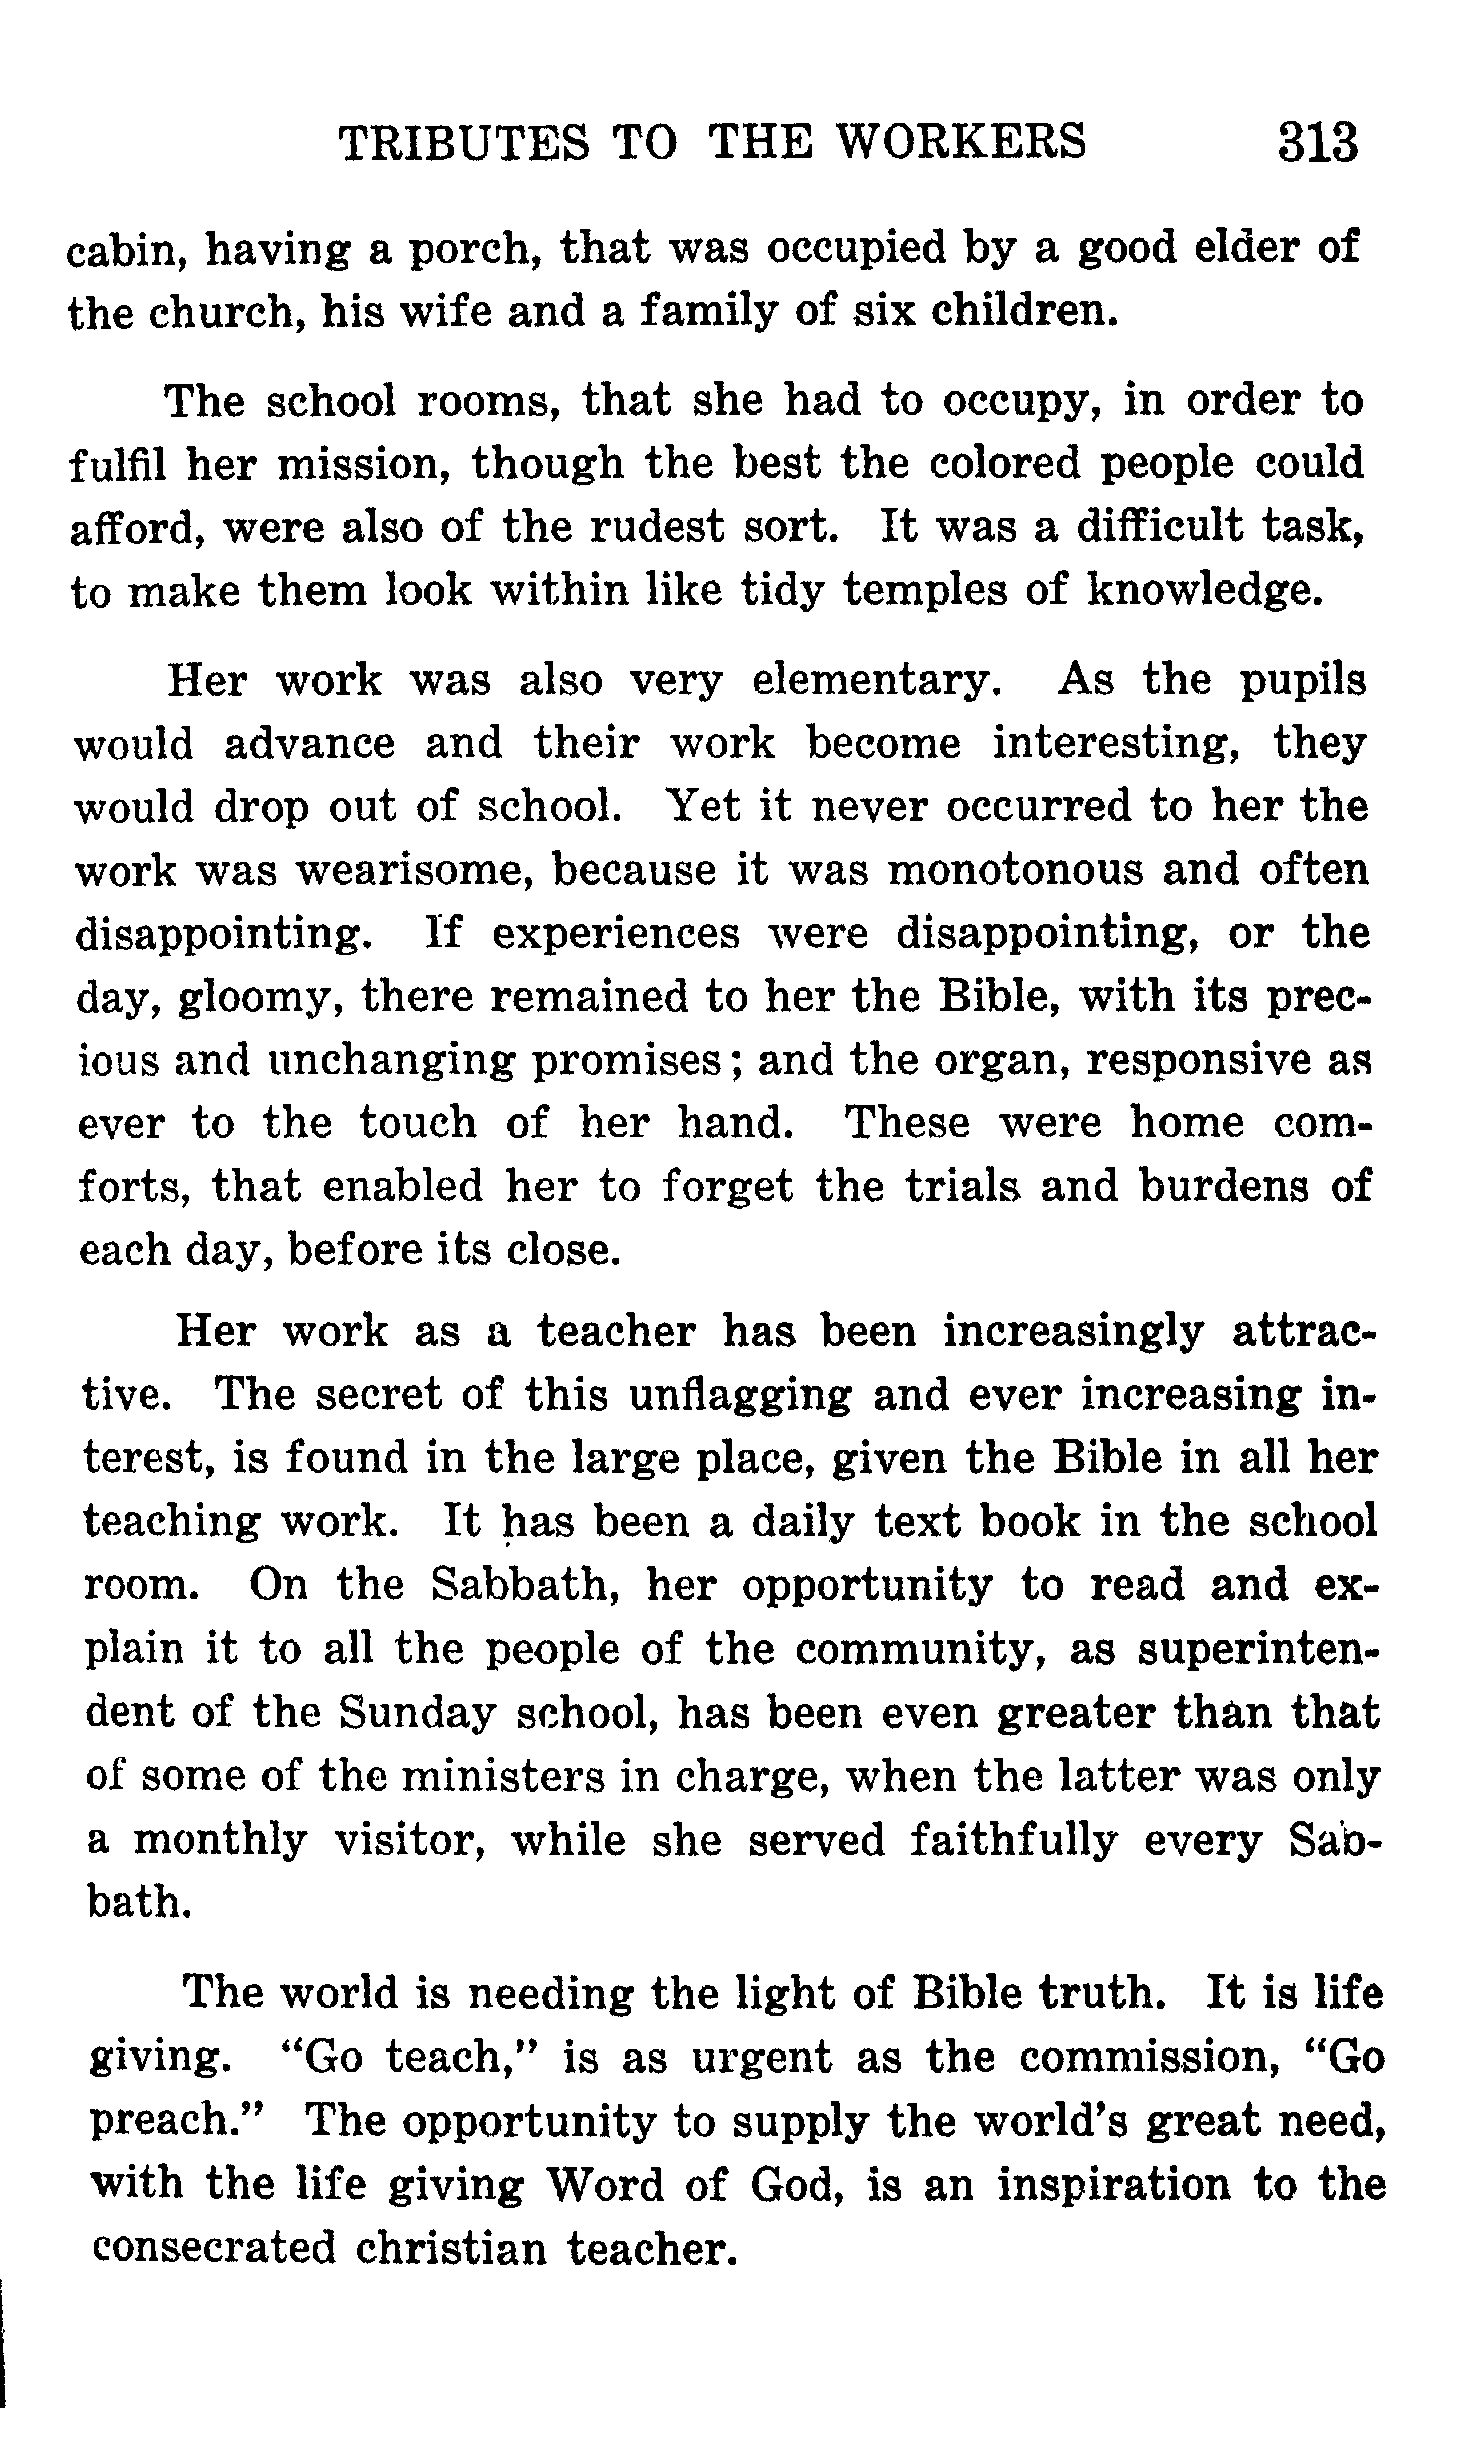 TRIBUTES TO THE WORKERS 313
cabin, having a porch, that was occupied by a good elder of
the church, his wife and a family of six children.
The school rooms, that she had to occupy, in order to
fulfil her mission, though the best the colored people could
afford, were also of the rudest sort. It was a difficult task,
to make them look within like tidy temples of knowledge.
Her work was also very elementary. As the pupils
would advance and their work become interesting, they
would drop out of school. Yet it never occurred to her the
work was wearisome, because it was monotonous and often
disappointing. If experiences were disappointing, or the
day, gloomy, there remained to her the Bible, with its prec-
ious and unchanging promises; and the organ, responsive as
ever to the touch of her hand. These were home com-
forts, that enabled her to forget the trials and burdens of
each day, before its close.
Her work as a teacher has been increasingly attrac-
tive. The secret of this unflagging and ever increasing in-
terest, is found in the large place, given the Bible in all her
teaching work. It has been a daily text book in the school
room. On the Sabbath, her opportunity to read and ex-
plain it to all the people of the community, as superinten-
dent of the Sunday school, has been even greater than that
of some of the ministers in charge, when the latter was only
a monthly visitor, while she served faithfully every Sab-
bath.
The world is needing the light of Bible truth. It is life
giving. "Go teach," is as urgent as the commission, "Go
preach." The opportunity to supply the world's great need,
with the life giving Word of God, is an inspiration to the
consecrated christian teacher.